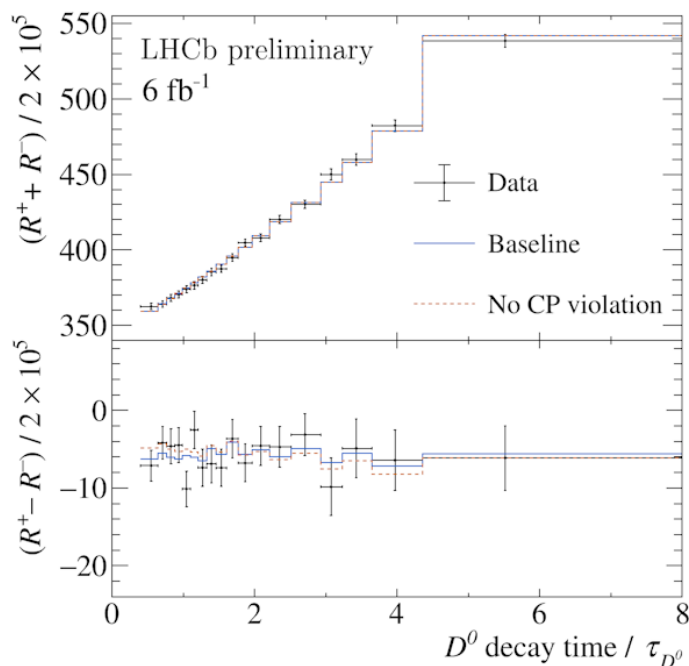 LHCb preliminary
6 fb⁻¹
(R⁺ + R⁻) / 2 × 10⁵
550
500
450
400
350
Data
Baseline
No CP violation
(R⁺ − R⁻) / 2 × 10⁵
0
−10
−20
0 2 4 6 8
D⁰ decay time / τ_D⁰